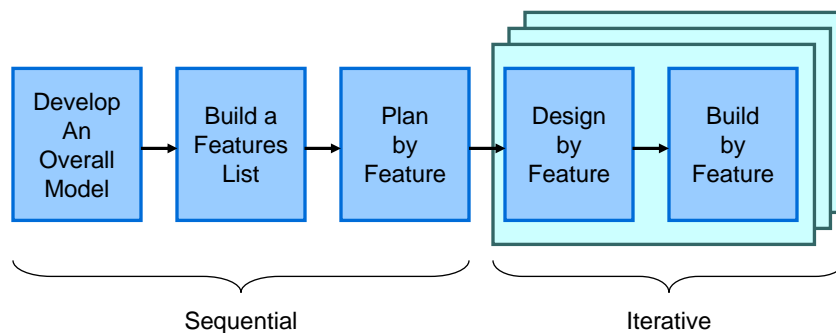 Develop
An
Overall
Model
Build a
Features
List
Plan
by
Feature
Design
by
Feature
Build
by
Feature
Sequential
Iterative